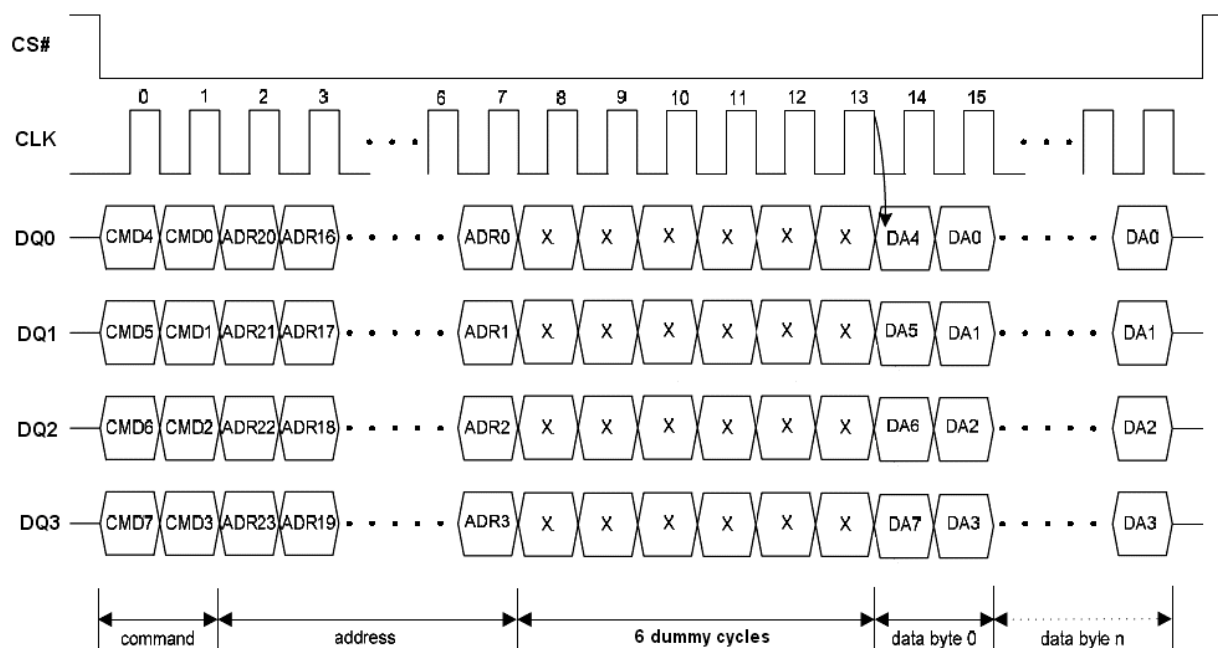 CS#
0 1 2 3 6 7 8 9 10 11 12 13 14 15
CLK
DQ0 CMD4 CMD0 ADR20 ADR16 ADR0 X X X X X X DA4 DA0 DA0
DQ1 CMD5 CMD1 ADR21 ADR17 ADR1 X X X X X X DA5 DA1 DA1
DQ2 CMD6 CMD2 ADR22 ADR18 ADR2 X X X X X X DA6 DA2 DA2
DQ3 CMD7 CMD3 ADR23 ADR19 ADR3 X X X X X X DA7 DA3 DA3
command address 6 dummy cycles data byte 0 data byle n